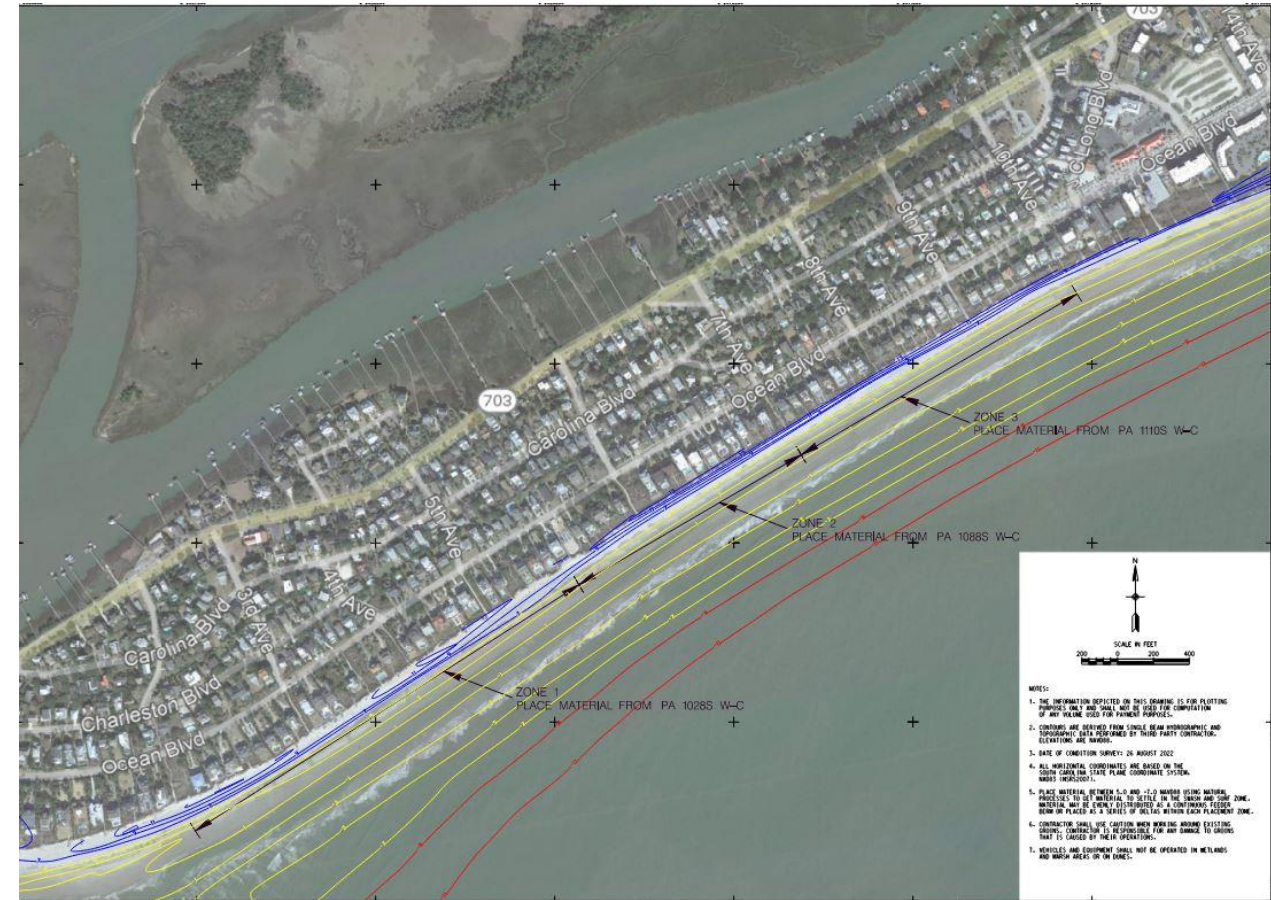 703
14th Ave
JC Long Blvd
Ocean Blvd
10th Ave
9th Ave
8th Ave
7th Ave
Ocean Blvd
703
Carolina Blvd
ZONE 3
PLACE MATERIAL FROM PA 1110S W-C
5th Ave
ZONE 2
PLACE MATERIAL FROM PA 1088S W-C
4th Ave
3rd Ave
Carolina Blvd
ZONE 1
PLACE MATERIAL FROM PA 1028S W-C
Charleston Blvd
Ocean Blvd
N
SCALE IN FEET
200 0 200 400
NOTES:
1. THE INFORMATION DEPICTED ON THIS DRAWING IS FOR PLOTTING
PURPOSES ONLY AND SHALL NOT BE USED FOR COMPUTATION
OF ANY VOLUME USED FOR PAYMENT PURPOSES.
2. CONTOURS ARE DERIVED FROM SINGLE BEAM HYDROGRAPHIC AND
TOPOGRAPHIC DATA PERFORMED BY THIRD PARTY CONTRACTOR.
ELEVATIONS ARE NAVD88.
3. DATE OF CONDITION SURVEY: 26 AUGUST 2022
4. ALL HORIZONTAL COORDINATES ARE BASED ON THE
SOUTH CAROLINA STATE PLANE COORDINATE SYSTEM,
NAD83 (NSRS2007).
5. PLACE MATERIAL BETWEEN 5.0 AND -7.0 NAVD88 USING NATURAL
PROCESSES TO GET MATERIAL TO SETTLE IN THE SWASH AND SURF ZONE.
MATERIAL MAY BE EVENLY DISTRIBUTED AS A CONTINUOUS FEEDER
BERM OR PLACED AS A SERIES OF DELTAS WITHIN EACH PLACEMENT ZONE.
6. CONTRACTOR SHALL USE CAUTION WHEN WORKING AROUND EXISTING
GROINS. CONTRACTOR IS RESPONSIBLE FOR ANY DAMAGE TO GROINS
THAT IS CAUSED BY THEIR OPERATIONS.
7. VEHICLES AND EQUIPMENT SHALL NOT BE OPERATED IN WETLANDS
AND MARSH AREAS OR ON DUNES.